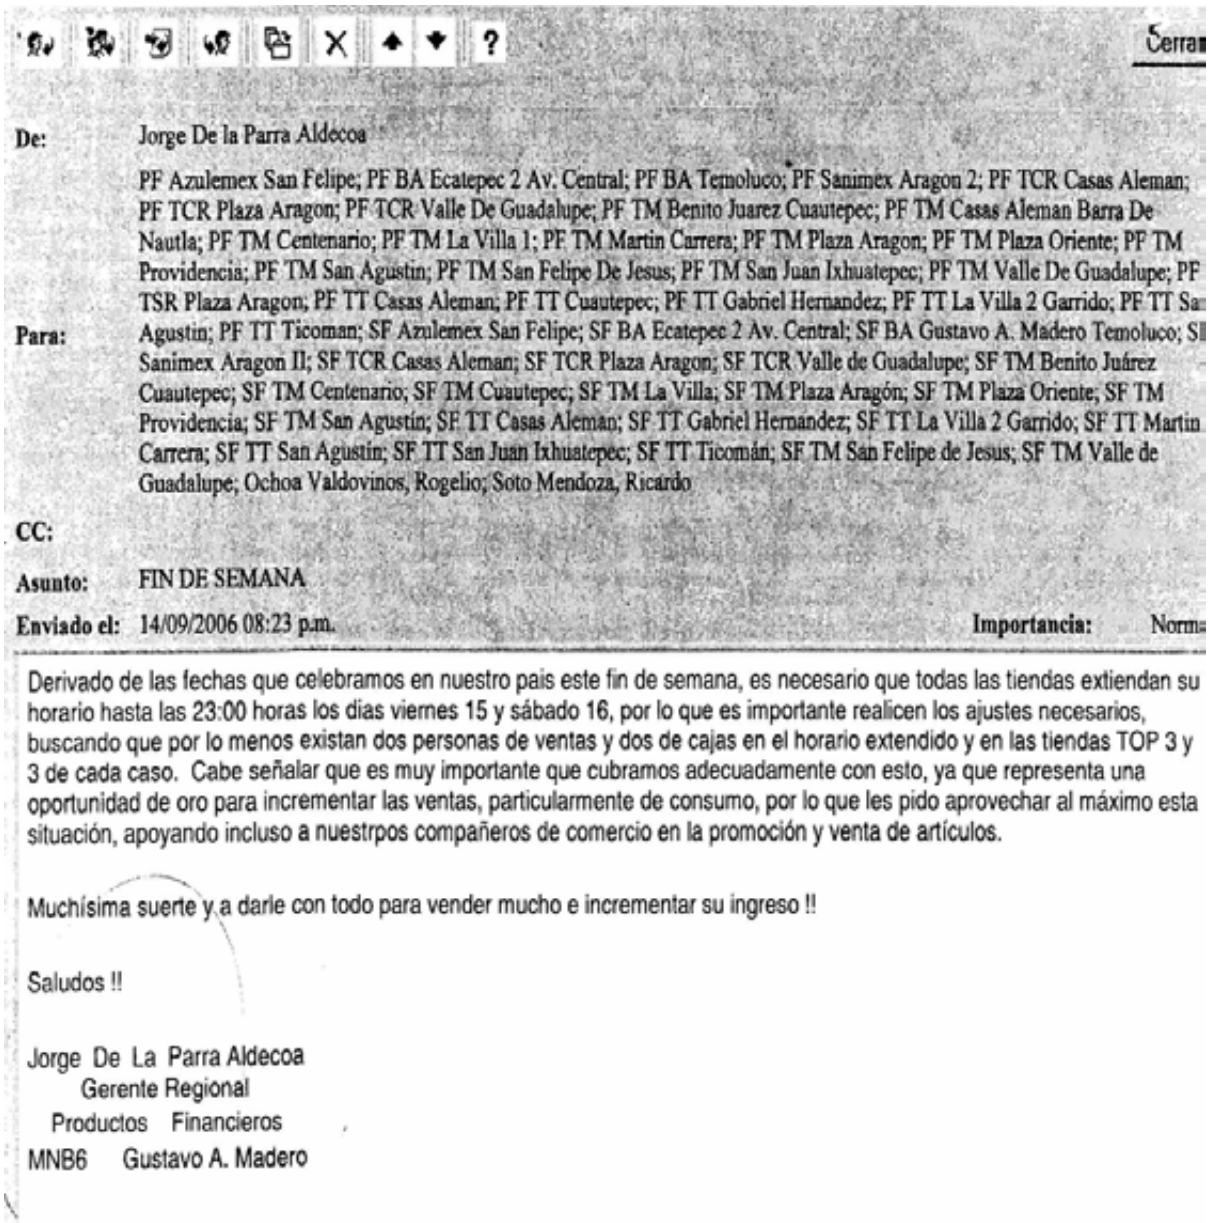 ?
Cerrar
De: Jorge De la Parra Aldecoa
PF Azulemex San Felipe; PF BA Ecatepec 2 Av. Central; PF BA Temoluco; PF Sanimex Aragon 2; PF TCR Casas Aleman;
PF TCR Plaza Aragon; PF TCR Valle De Guadalupe; PF TM Benito Juarez Cuautepec; PF TM Casas Aleman Barra De
Nautla; PF TM Centenario; PF TM La Villa 1; PF TM Martin Carrera; PF TM Plaza Aragon; PF TM Plaza Oriente; PF TM
Providencia; PF TM San Agustin; PF TM San Felipe De Jesus; PF TM San Juan Ixhuatepec; PF TM Valle De Guadalupe; PF
TSR Plaza Aragon; PF TT Casas Aleman; PF TT Cuautepec; PF TT Gabriel Hernandez; PF TT La Villa 2 Garrido; PF TT Sa
Para: Agustin; PF TT Ticoman; SF Azulemex San Felipe; SF BA Ecatepec 2 Av. Central; SF BA Gustavo A. Madero Temoluco; SF
Sanimex Aragon II; SF TCR Casas Aleman; SF TCR Plaza Aragon; SF TCR Valle de Guadalupe; SF TM Benito Juárez
Cuautepec; SF TM Centenario; SF TM Cuautepec; SF TM La Villa; SF TM Plaza Aragón; SF TM Plaza Oriente; SF TM
Providencia; SF TM San Agustin; SF TT Casas Aleman; SF TT Gabriel Hernandez; SF TT La Villa 2 Garrido; SF TT Martin
Carrera; SF TT San Agustin; SF TT San Juan Ixhuatepec; SF TT Ticomán; SF TM San Felipe de Jesus; SF TM Valle de
Guadalupe; Ochoa Valdovinos, Rogelio; Soto Mendoza, Ricardo
CC:
Asunto: FIN DE SEMANA
Enviado el: 14/09/2006 08:23 p.m. Importancia: Norma
Derivado de las fechas que celebramos en nuestro pais este fin de semana, es necesario que todas las tiendas extiendan su
horario hasta las 23:00 horas los dias viernes 15 y sábado 16, por lo que es importante realicen los ajustes necesarios,
buscando que por lo menos existan dos personas de ventas y dos de cajas en el horario extendido y en las tiendas TOP 3 y
3 de cada caso. Cabe señalar que es muy importante que cubramos adecuadamente con esto, ya que representa una
oportunidad de oro para incrementar las ventas, particularmente de consumo, por lo que les pido aprovechar al máximo esta
situación, apoyando incluso a nuestrpos compañeros de comercio en la promoción y venta de artículos.
Muchísima suerte y a darle con todo para vender mucho e incrementar su ingreso !!
Saludos !!
Jorge De La Parra Aldecoa
Gerente Regional
Productos Financieros
MNB6 Gustavo A. Madero